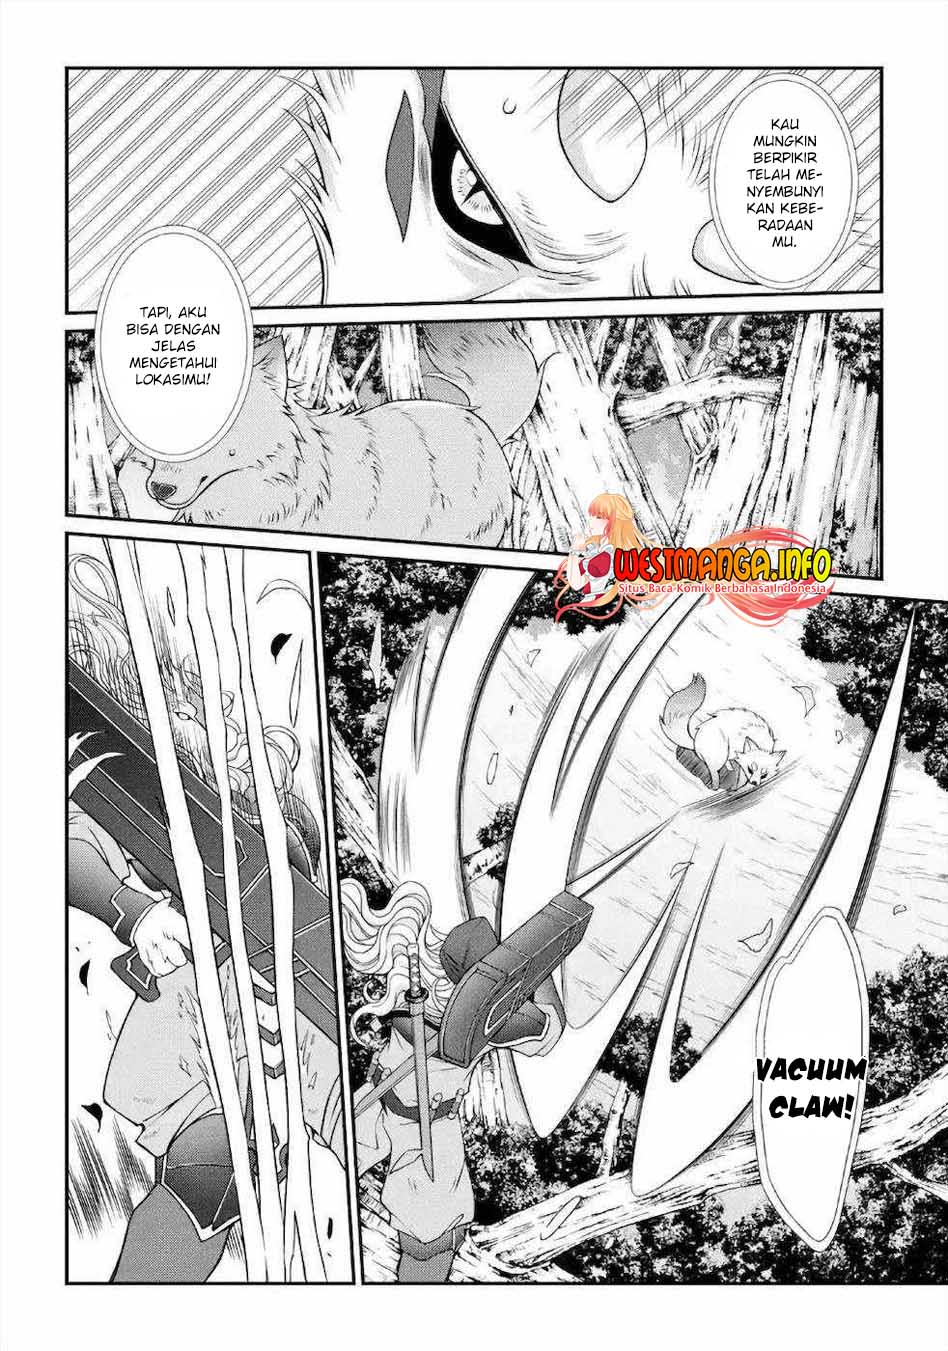 KAU
MUNGKIN
BERPIKIR
TELAH ME-
NYEMBUNYI
KAN KEBE-
RADAAN
MU.
TAPI, AKU
BISA DENGAN
JELAS
MENGETAHUI
LOKASIMU!
WESTMANGA.INFO
Situs Baca Komik Berbahasa Indonesia
VACUUM
CLAW!